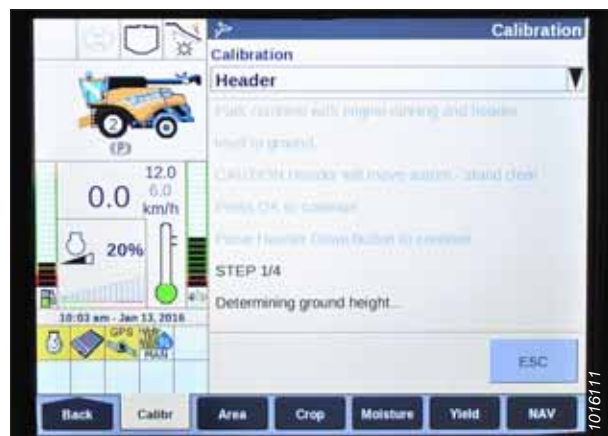 Calibration
Calibration
Header
Park combine with engine running and header
level to ground.
CAUTION Header will move autom.- stand clear
Press OK to continue
Press Header Down Button to continue
STEP 1/4
Determining ground height...
ESC
2
(P)
12.0
0.0
6.0
km/h
20%
10:03 am - Jan 13, 2016
GPS
MAN
Back
Calibr
Area
Crop
Moisture
Yield
NAV
1016111